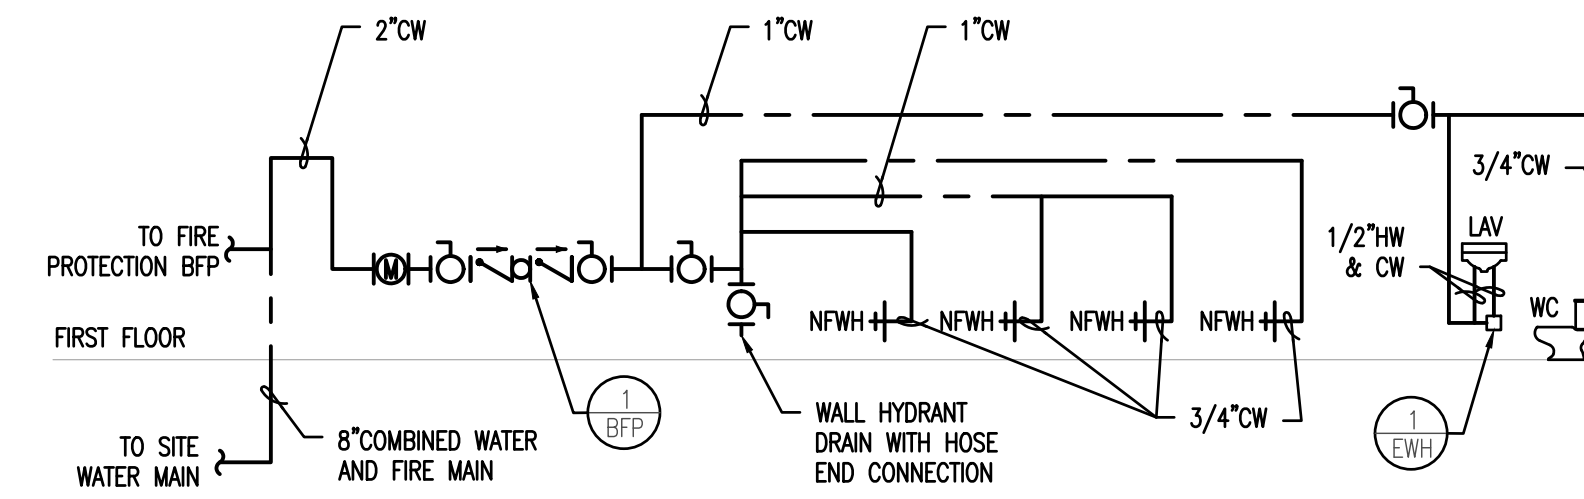 2"CW
1"CW
1"CW
3/4"CW
TO FIRE
PROTECTION BFP
M
1/2"HW
& CW
LAV
WC
NFWH
NFWH
NFWH
NFWH
FIRST FLOOR
1
BFP
WALL HYDRANT
DRAIN WITH HOSE
END CONNECTION
3/4"CW
1
EWH
TO SITE
WATER MAIN
8"COMBINED WATER
AND FIRE MAIN